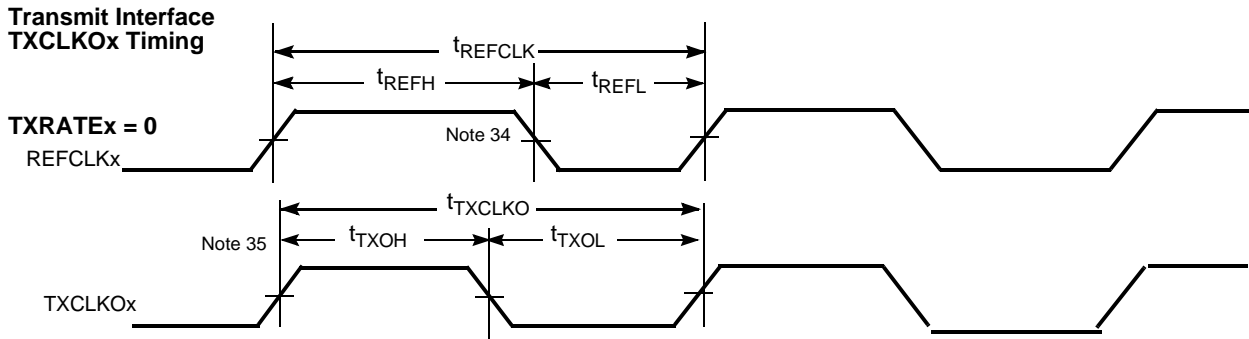 Transmit Interface
TXCLKOx Timing
tREFCLK
tREFH
tREFL
TXRATEx = 0
Note 34
REFCLKx
tTXCLKO
Note 35
tTXOH
tTXOL
TXCLKOx